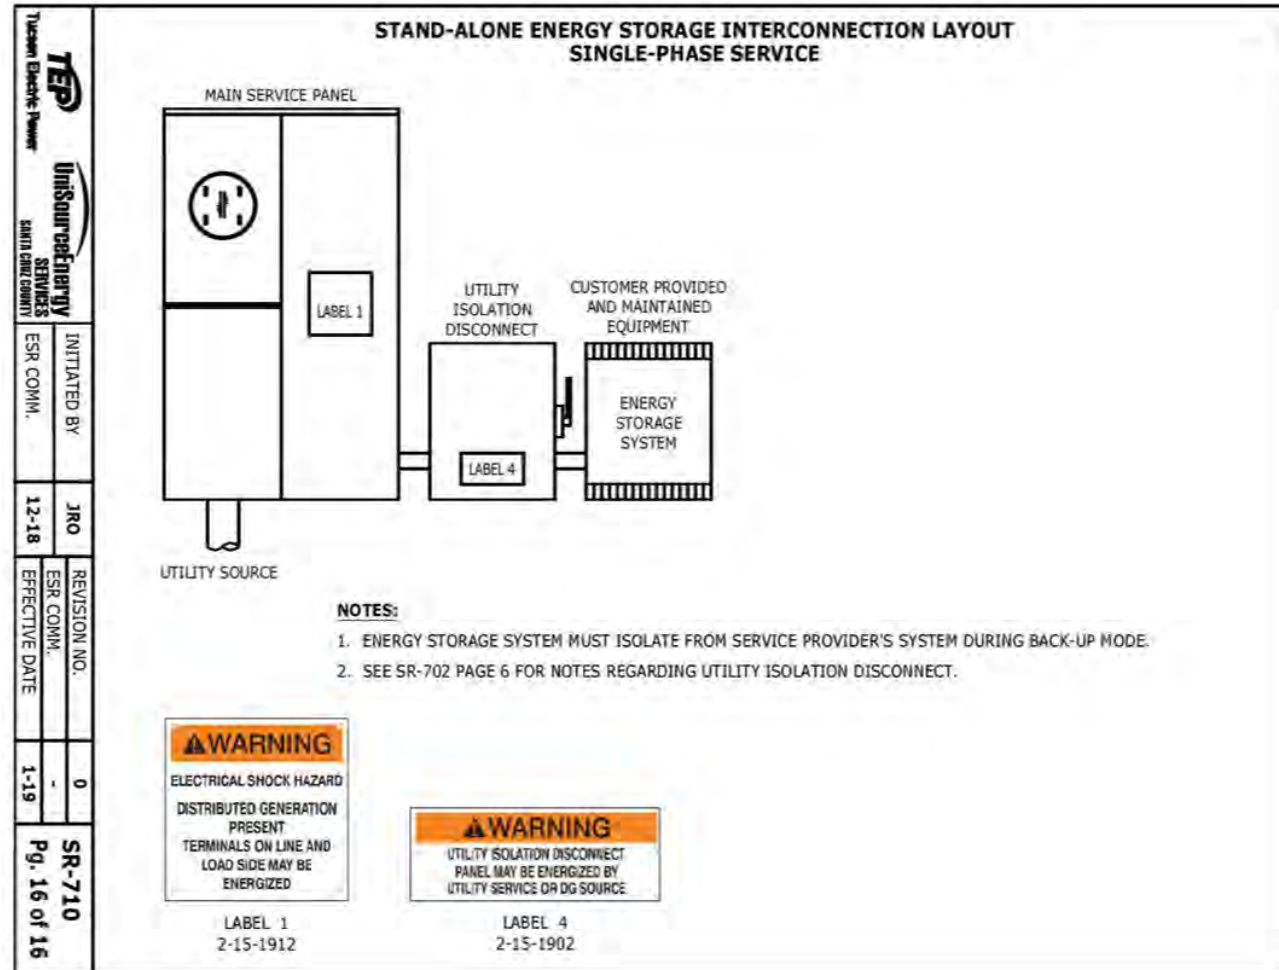 STAND-ALONE ENERGY STORAGE INTERCONNECTION LAYOUT
SINGLE-PHASE SERVICE
MAIN SERVICE PANEL
LABEL 1
UTILITY
ISOLATION
DISCONNECT
LABEL 4
CUSTOMER PROVIDED
AND MAINTAINED
EQUIPMENT
ENERGY
STORAGE
SYSTEM
UTILITY SOURCE
NOTES:
1. ENERGY STORAGE SYSTEM MUST ISOLATE FROM SERVICE PROVIDER'S SYSTEM DURING BACK-UP MODE.
2. SEE SR-702 PAGE 6 FOR NOTES REGARDING UTILITY ISOLATION DISCONNECT.
WARNING
ELECTRICAL SHOCK HAZARD
DISTRIBUTED GENERATION
PRESENT
TERMINALS ON LINE AND
LOAD SIDE MAY BE
ENERGIZED
LABEL 1
2-15-1912
WARNING
UTILITY ISOLATION DISCONNECT
PANEL MAY BE ENERGIZED BY
UTILITY SERVICE OR DG SOURCE
LABEL 4
2-15-1902
TEP
Tucson Electric Power
UniSourceEnergy
SERVICES
SANTA CRUZ COUNTY
INITIATED BY
JRO
ESR COMM.
12-18
REVISION NO.
0
ESR COMM.
-
EFFECTIVE DATE
1-19
SR-710
Pg. 16 of 16